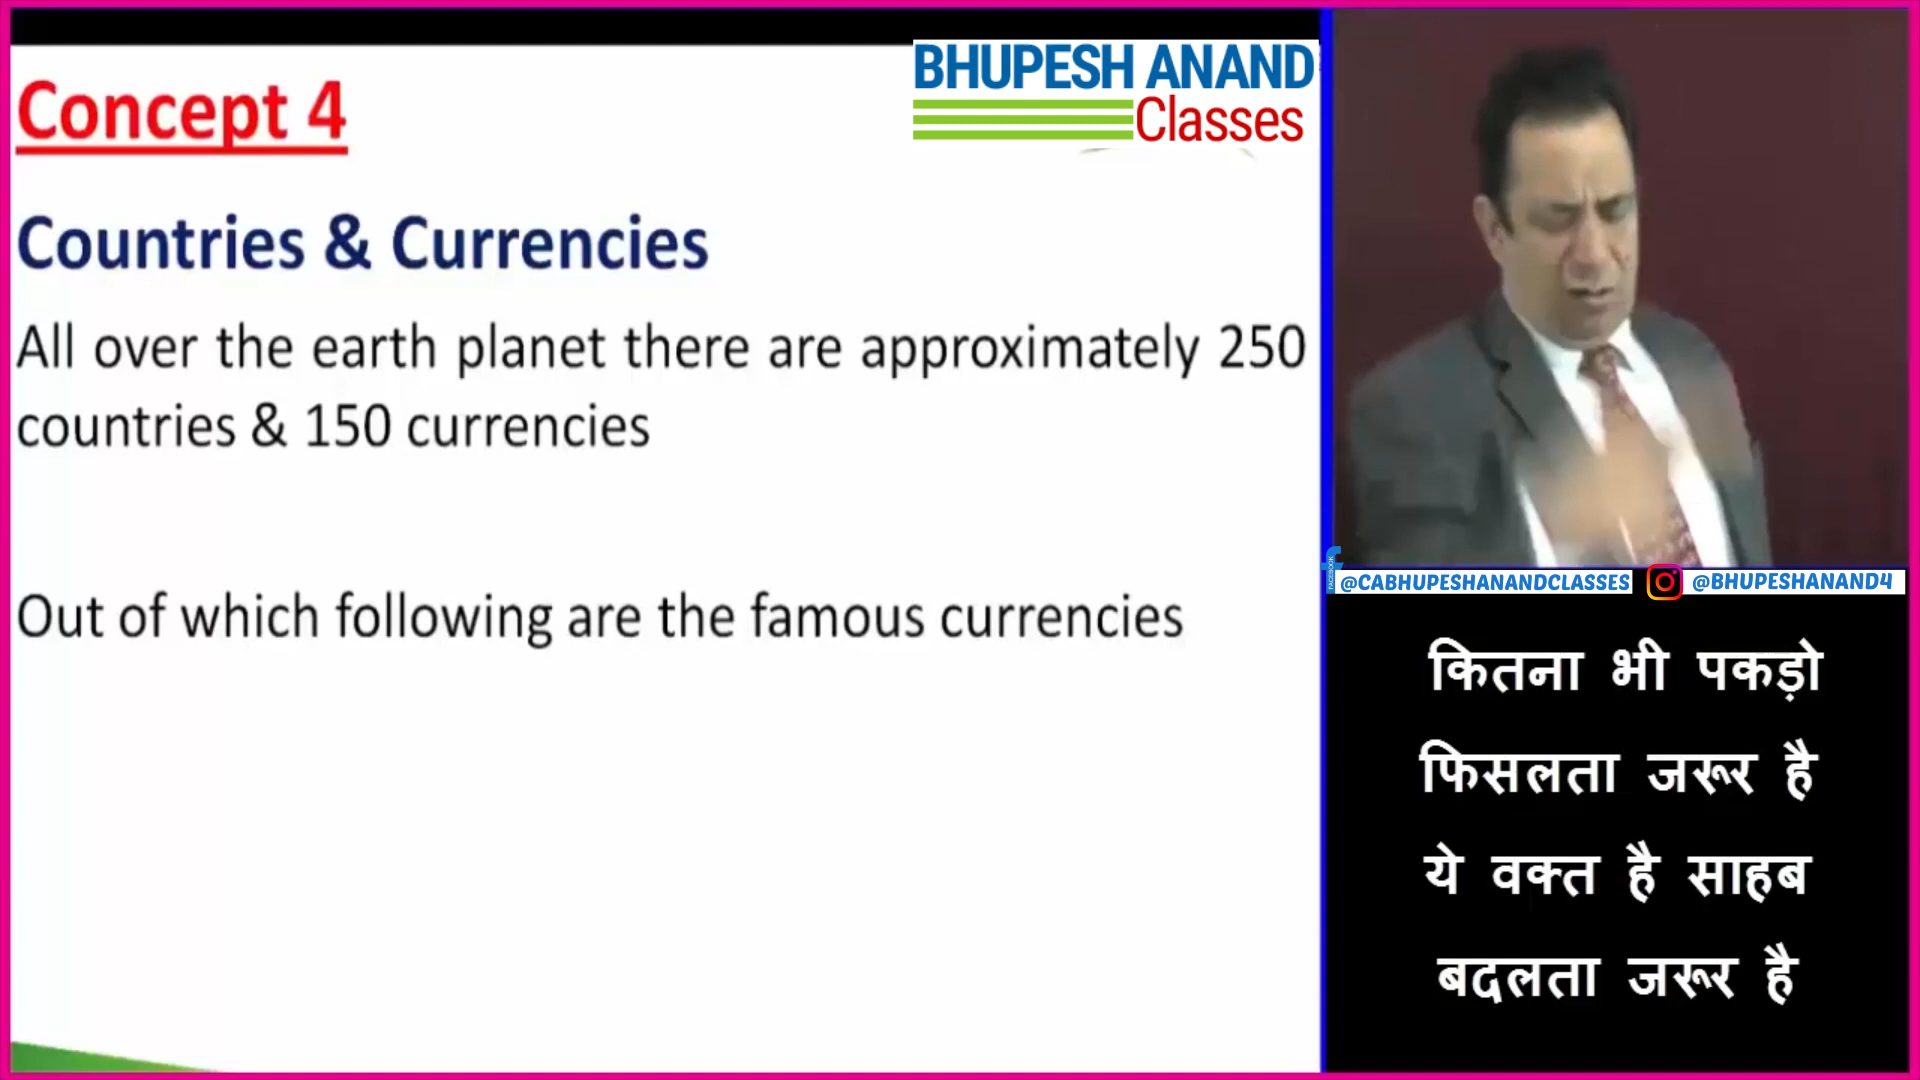 BHUPESH ANAND
Classes
Concept 4
Countries & Currencies
All over the earth planet there are approximately 250
countries & 150 currencies
Out of which following are the famous currencies
FACEBOOK
@CABHUPESHANANDCLASSES
@BHUPESHANAND4
कितना भी पकड़ो
फिसलता जरूर है
ये वक्त है साहब
बदलता जरूर है